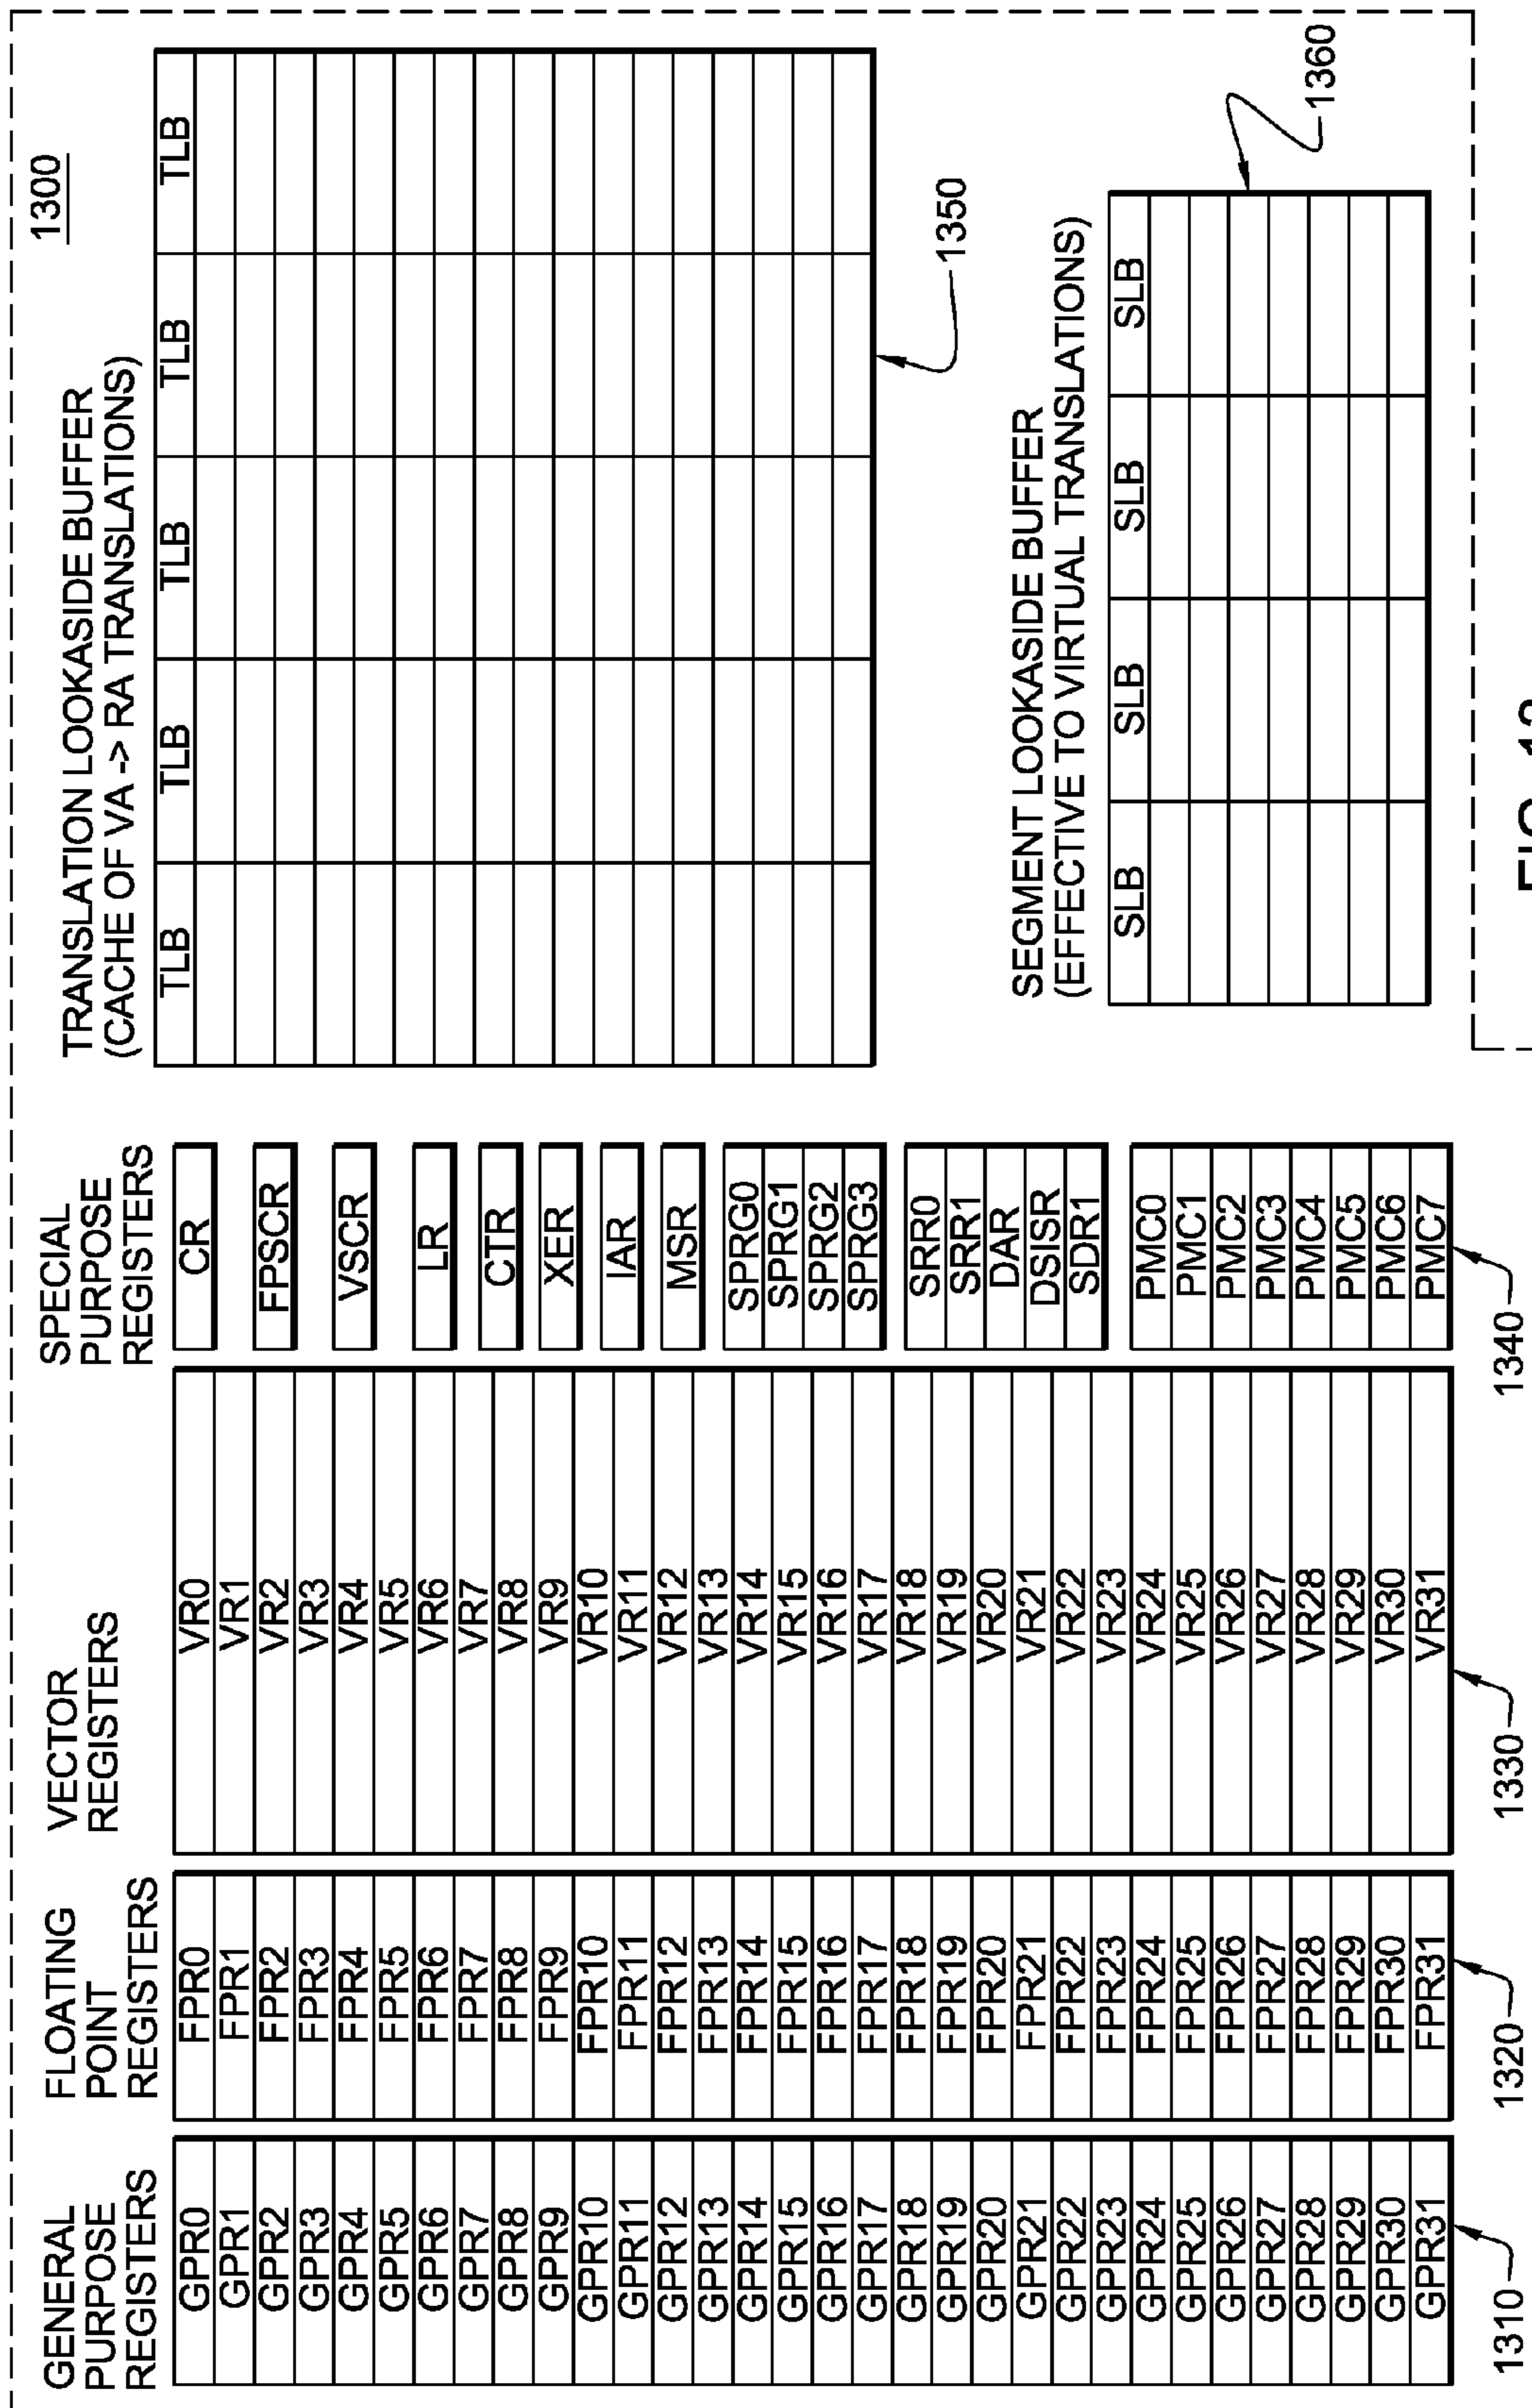 1300
GENERAL
PURPOSE
REGISTERS
GPR0
GPR1
GPR2
GPR3
GPR4
GPR5
GPR6
GPR7
GPR8
GPR9
GPR10
GPR11
GPR12
GPR13
GPR14
GPR15
GPR16
GPR17
GPR18
GPR19
GPR20
GPR21
GPR22
GPR23
GPR24
GPR25
GPR26
GPR27
GPR28
GPR29
GPR30
GPR31
1310
FLOATING
POINT
REGISTERS
FPR0
FPR1
FPR2
FPR3
FPR4
FPR5
FPR6
FPR7
FPR8
FPR9
FPR10
FPR11
FPR12
FPR13
FPR14
FPR15
FPR16
FPR17
FPR18
FPR19
FPR20
FPR21
FPR22
FPR23
FPR24
FPR25
FPR26
FPR27
FPR28
FPR29
FPR30
FPR31
1320
VECTOR
REGISTERS
VR0
VR1
VR2
VR3
VR4
VR5
VR6
VR7
VR8
VR9
VR10
VR11
VR12
VR13
VR14
VR15
VR16
VR17
VR18
VR19
VR20
VR21
VR22
VR23
VR24
VR25
VR26
VR27
VR28
VR29
VR30
VR31
1330
SPECIAL
PURPOSE
REGISTERS
CR
FPSCR
VSCR
LR
CTR
XER
IAR
MSR
SPRG0
SPRG1
SPRG2
SPRG3
SRR0
SRR1
DAR
DSISR
SDR1
PMC0
PMC1
PMC2
PMC3
PMC4
PMC5
PMC6
PMC7
1340
TRANSLATION LOOKASIDE BUFFER
(CACHE OF VA -> RA TRANSLATIONS)
TLB TLB TLB TLB TLB
1350
SEGMENT LOOKASIDE BUFFER
(EFFECTIVE TO VIRTUAL TRANSLATIONS)
SLB SLB SLB SLB
1360